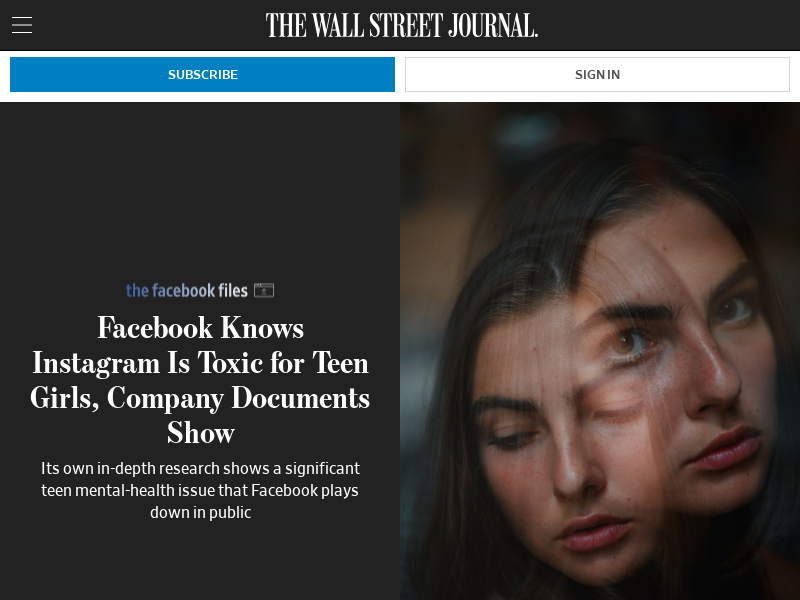 THE WALL STREET JOURNAL.
SUBSCRIBE
SIGN IN
the facebook files
Facebook Knows
Instagram Is Toxic for Teen
Girls, Company Documents
Show
Its own in-depth research shows a significant
teen mental-health issue that Facebook plays
down in public